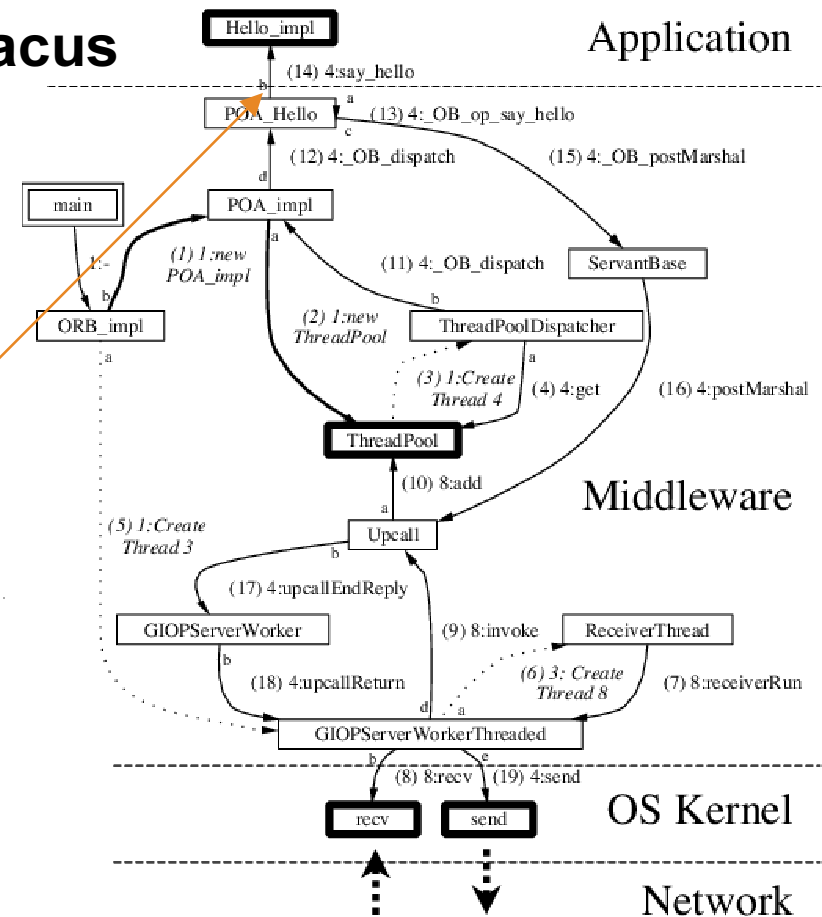 acus
Hello_impl
Application
(14) 4:say_hello
b
a
POA_Hello
(13) 4:_OB_op_say_hello
c
(12) 4:_OB_dispatch
(15) 4:_OB_postMarshal
d
main
POA_impl
a
(1) 1:new
POA_impl
1:-
(11) 4:_OB_dispatch
ServantBase
b
b
ORB_impl
(2) 1:new
ThreadPool
ThreadPoolDispatcher
a
a
(3) 1:Create
Thread 4
(4) 4:get
(16) 4:postMarshal
ThreadPool
(10) 8:add
Middleware
a
Upcall
(5) 1:Create
Thread 3
b
(17) 4:upcallEndReply
GIOPServerWorker
(9) 8:invoke
ReceiverThread
b
(6) 3: Create
Thread 8
(18) 4:upcallReturn
(7) 8:receiverRun
d
a
GIOPServerWorkerThreaded
b
(8) 8:recv
(19) 4:send
recv
send
OS Kernel
Network